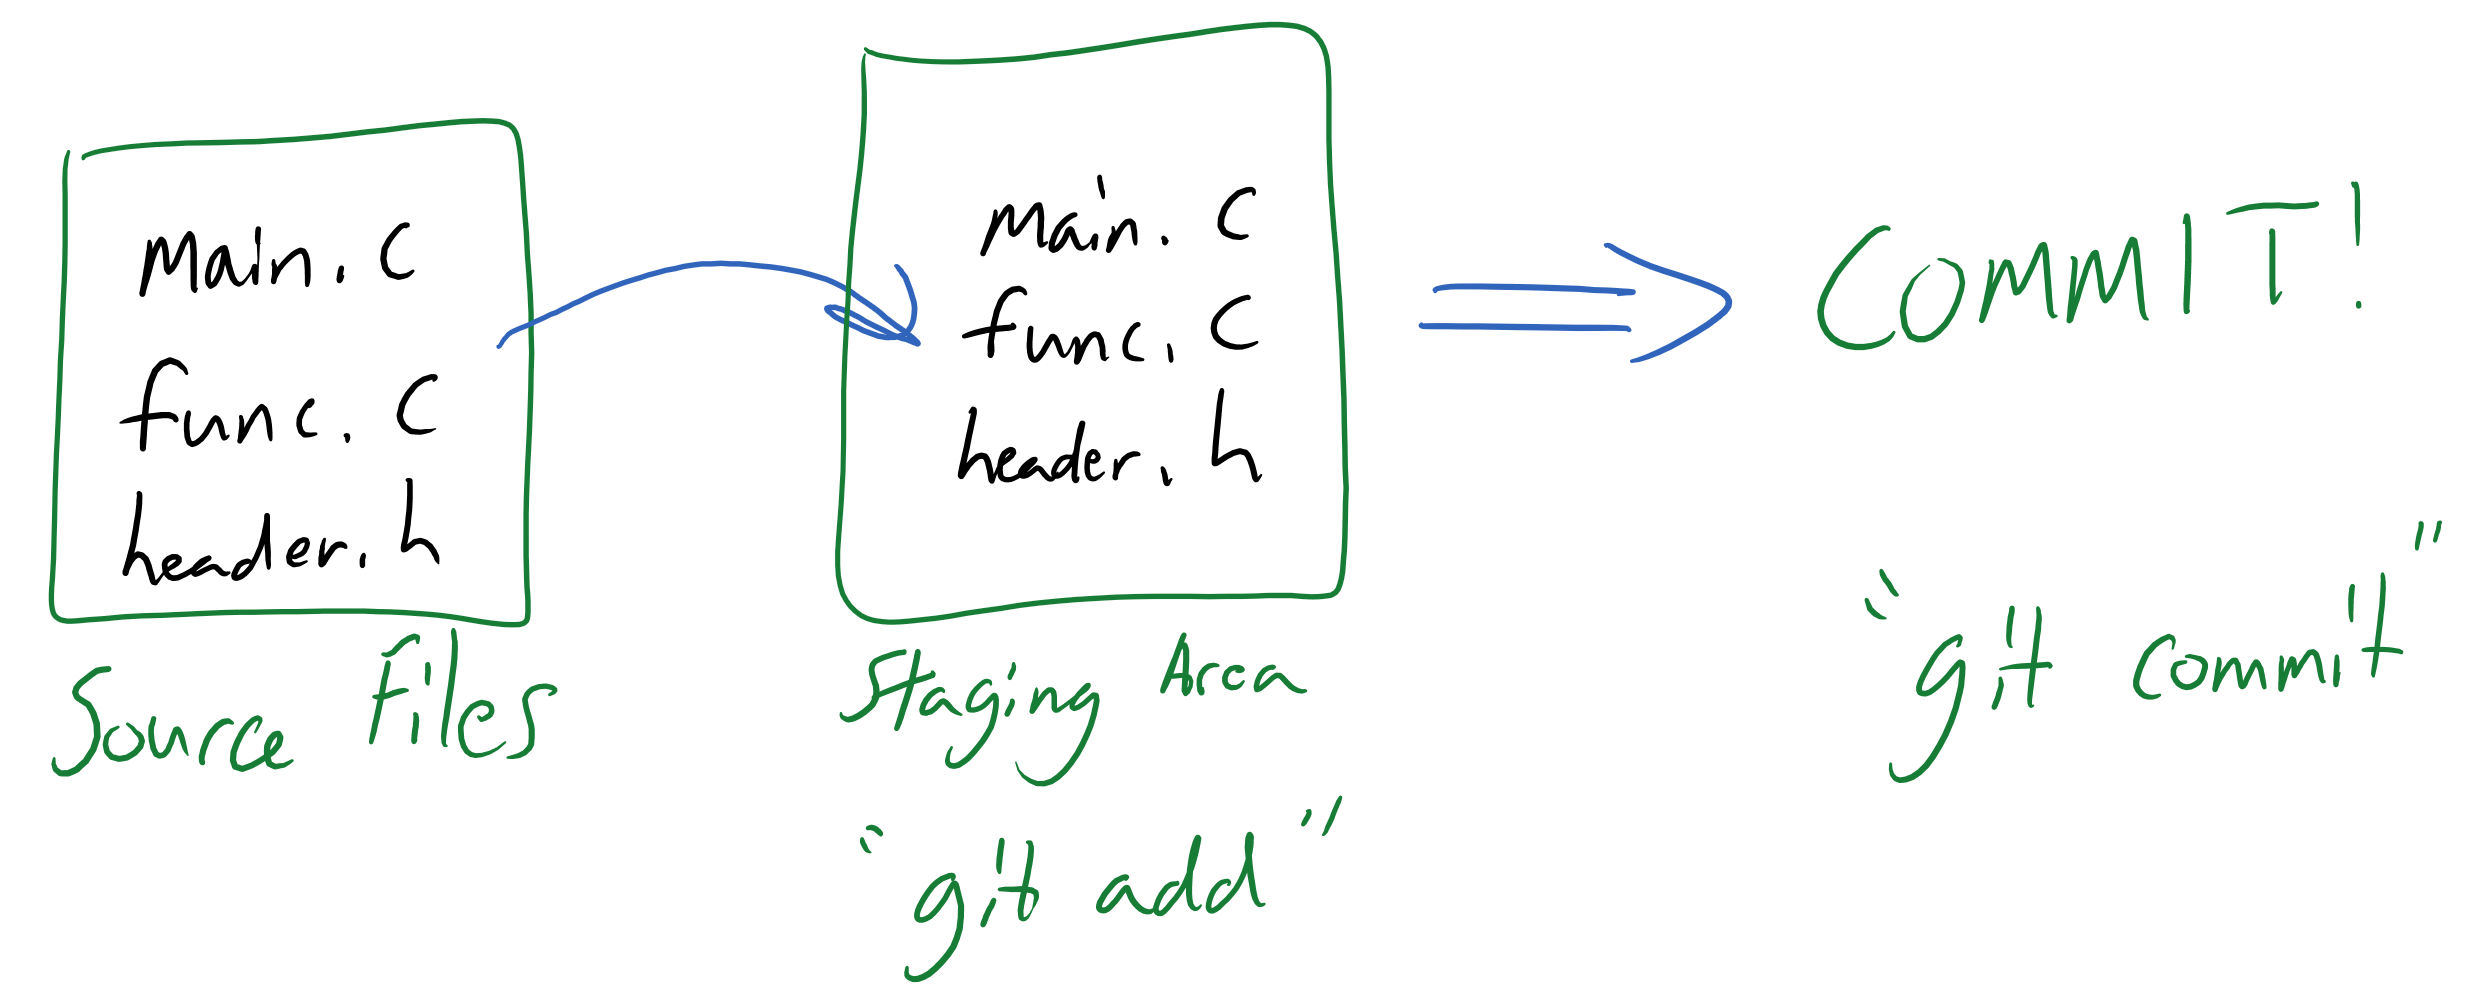 main.c
func.c
header.h
Source Files
main.c
func.c
header.h
Staging Area
"git add"
COMMIT!
"git commit"